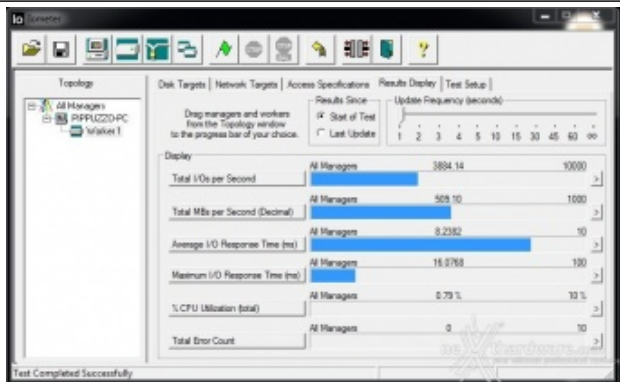 Iometer
Topology
All Managers
PIPPUZZO-PC
Worker 1
Disk Targets
Network Targets
Access Specifications
Results Display
Test Setup
Drag managers and workers
from the Topology window
to the progress bar of your choice.
Results Since
Start of Test
Last Update
Update Frequency (seconds)
1 2 3 4 5 10 15 30 45 60 ∞
Display
All Managers 3884.14 10000
Total I/Os per Second
All Managers 509.10 1000
Total MBs per Second (Decimal)
All Managers 8.2382 10
Average I/O Response Time (ms)
All Managers 16.0768 100
Maximum I/O Response Time (ms)
All Managers 0.79 % 10 %
% CPU Utilization (total)
All Managers 0 10
Total Error Count
Test Completed Successfully